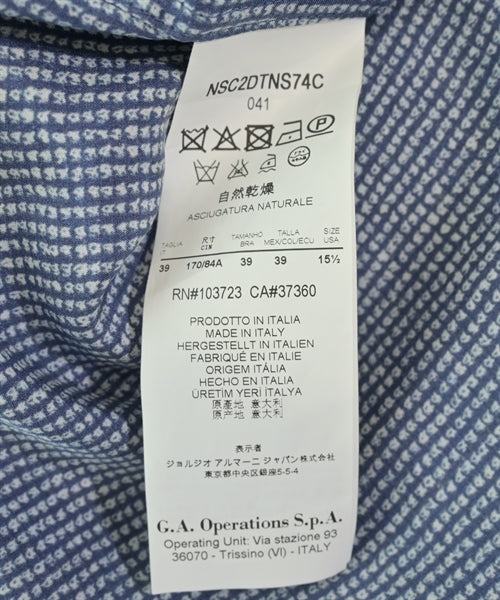 NSC2DTNS74C
041
P
自然乾燥
ASCIUGATURA NATURALE
TAGLIA IT 尺寸 CIN TAMANHO BRA TALLA MEX/COL/ECU SIZE USA
39 170/84A 39 39 15½
RN#103723 CA#37360
PRODOTTO IN ITALIA
MADE IN ITALY
HERGESTELLT IN ITALIEN
FABRIQUÉ EN ITALIE
ORIGEM ITÁLIA
HECHO EN ITALIA
ÜRETIM YERİ İTALYA
原產地 意大利
原产地 意大利
表示者
ジョルジオ アルマーニ ジャパン株式会社
東京都中央区銀座5-5-4
G.A. Operations S.p.A.
Operating Unit: Via stazione 93
36070 - Trissino (VI) - ITALY